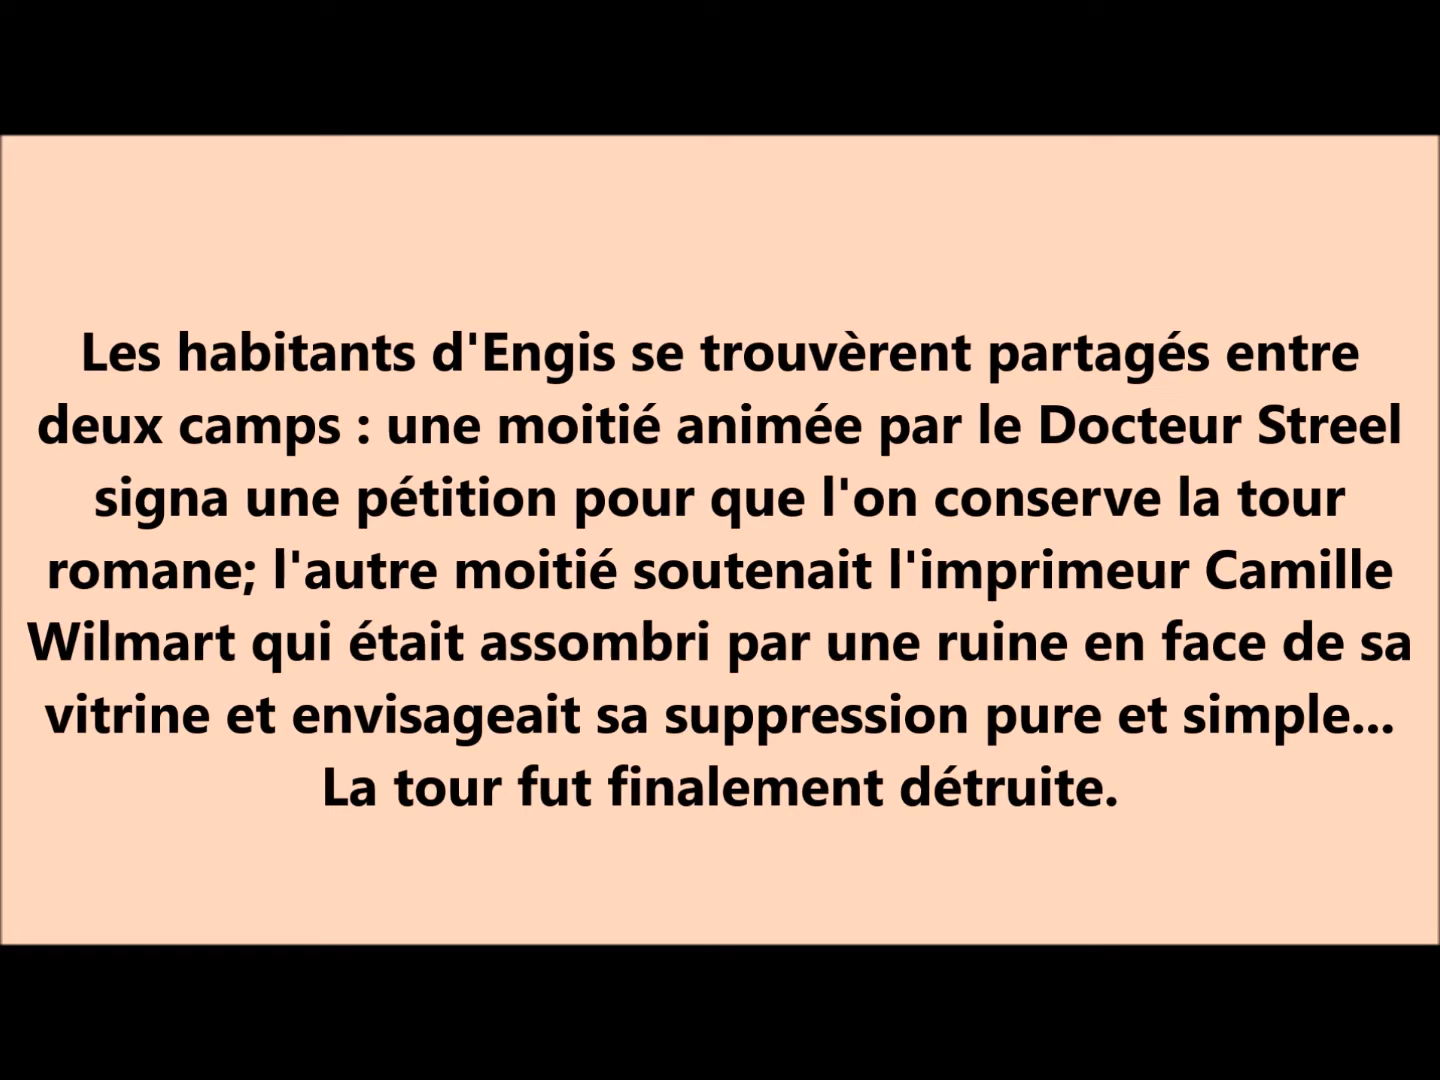 Les habitants d'Engis se trouvèrent partagés entre
deux camps : une moitié animée par le Docteur Streel
signa une pétition pour que l'on conserve la tour
romane; l'autre moitié soutenait l'imprimeur Camille
Wilmart qui était assombri par une ruine en face de sa
vitrine et envisageait sa suppression pure et simple...
La tour fut finalement détruite.